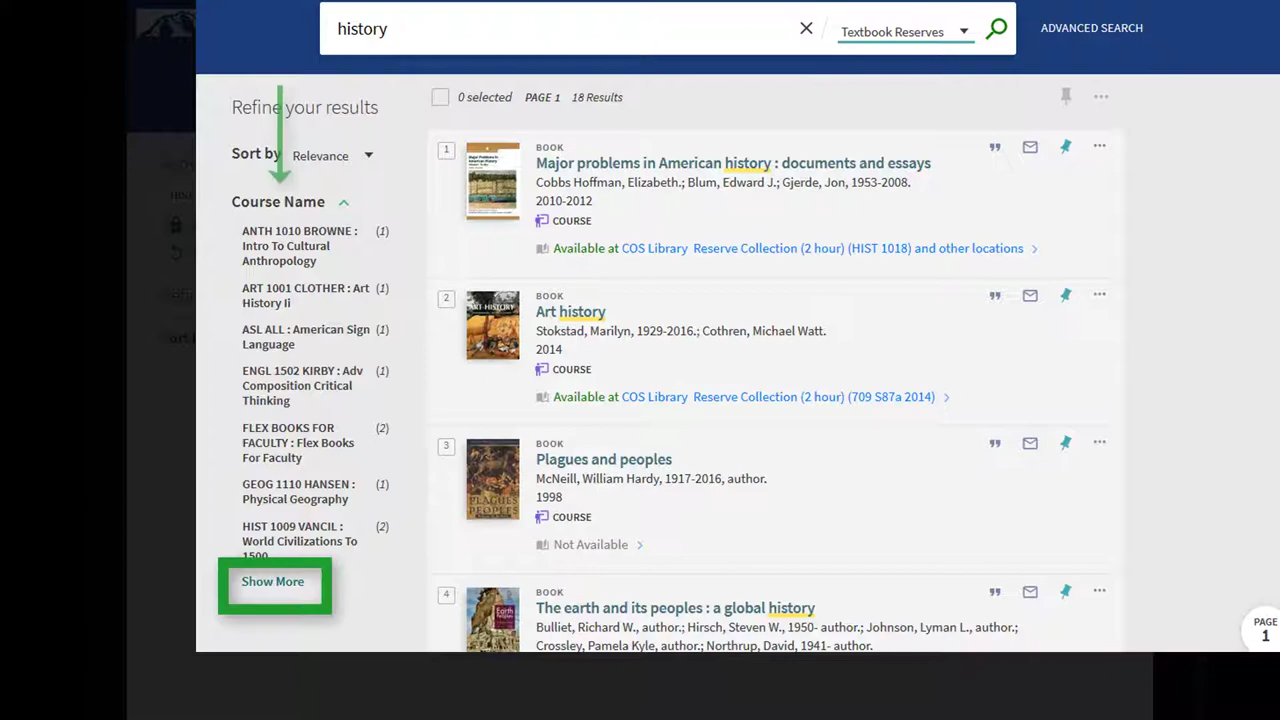 history
Textbook Reserves
ADVANCED SEARCH
Refine your results
Sort by Relevance
Course Name
ANTH 1010 BROWNE : (1)
Intro To Cultural
Anthropology
ART 1001 CLOTHER : Art (1)
History Ii
ASL ALL : American Sign (1)
Language
ENGL 1502 KIRBY : Adv (1)
Composition Critical
Thinking
FLEX BOOKS FOR (2)
FACULTY : Flex Books
For Faculty
GEOG 1110 HANSEN : (1)
Physical Geography
HIST 1009 VANCIL : (2)
World Civilizations To
1500
Show More
0 selected PAGE 1 18 Results
1
BOOK
Major problems in American history : documents and essays
Cobbs Hoffman, Elizabeth.; Blum, Edward J.; Gjerde, Jon, 1953-2008.
2010-2012
COURSE
Available at COS Library Reserve Collection (2 hour) (HIST 1018) and other locations
2
BOOK
ART HISTORY
Art history
Stokstad, Marilyn, 1929-2016.; Cothren, Michael Watt.
2014
COURSE
Available at COS Library Reserve Collection (2 hour) (709 S87a 2014)
3
BOOK
PLAGUES AND
PEOPLES
Plagues and peoples
McNeill, William Hardy, 1917-2016, author.
1998
COURSE
Not Available
4
BOOK
The earth and its peoples : a global history
Bulliet, Richard W., author.; Hirsch, Steven W., 1950- author.; Johnson, Lyman L., author.;
Crossley, Pamela Kyle, author.; Northrup, David, 1941- author.
PAGE
1